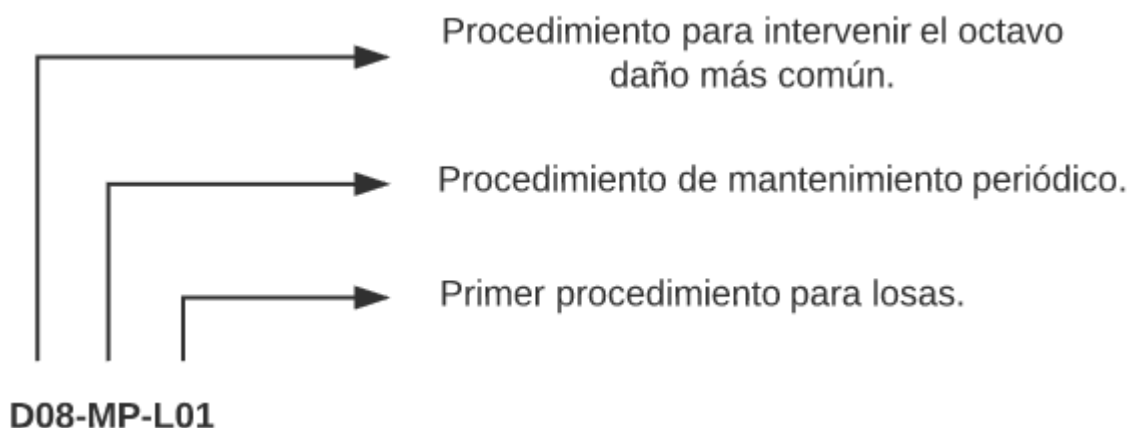 Procedimiento para intervenir el octavo
daño más común.
Procedimiento de mantenimiento periódico.
Primer procedimiento para losas.
D08-MP-L01